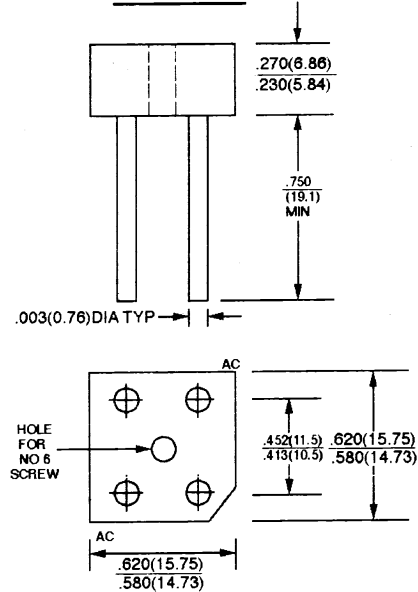 .270(6.86)
.230(5.84)
.750
(19.1)
MIN
.003(0.76)DIA TYP
AC
HOLE
FOR
NO 6
SCREW
.452(11.5)
.413(10.5)
.620(15.75)
.580(14.73)
AC
.620(15.75)
.580(14.73)